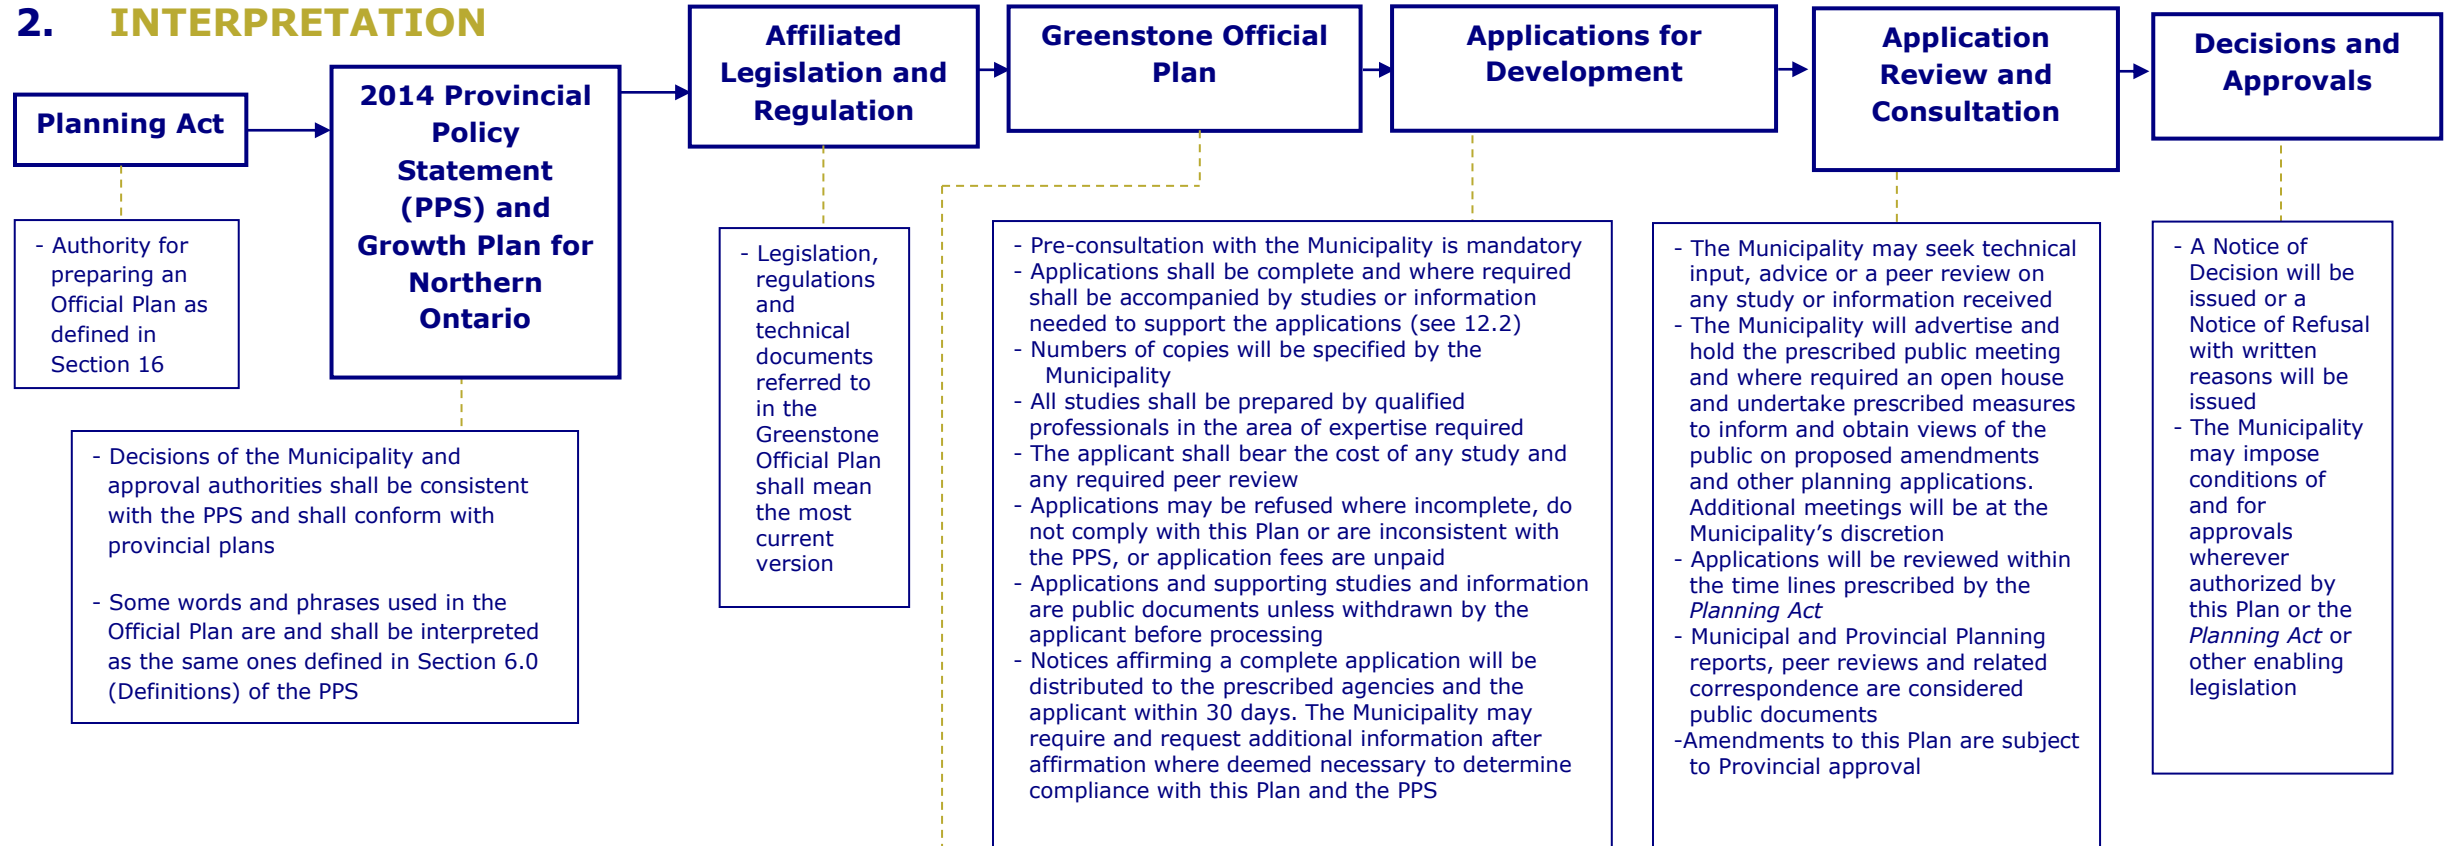 2. INTERPRETATION
Planning Act
2014 Provincial
Policy
Statement
(PPS) and
Growth Plan for
Northern
Ontario
Affiliated
Legislation and
Regulation
Greenstone Official
Plan
Applications for
Development
Application
Review and
Consultation
Decisions and
Approvals
- Authority for
preparing an
Official Plan as
defined in
Section 16
- Decisions of the Municipality and
approval authorities shall be consistent
with the PPS and shall conform with
provincial plans
- Some words and phrases used in the
Official Plan are and shall be interpreted
as the same ones defined in Section 6.0
(Definitions) of the PPS
- Legislation,
regulations
and
technical
documents
referred to
in the
Greenstone
Official Plan
shall mean
the most
current
version
- Pre-consultation with the Municipality is mandatory
- Applications shall be complete and where required
shall be accompanied by studies or information
needed to support the applications (see 12.2)
- Numbers of copies will be specified by the
Municipality
- All studies shall be prepared by qualified
professionals in the area of expertise required
- The applicant shall bear the cost of any study and
any required peer review
- Applications may be refused where incomplete, do
not comply with this Plan or are inconsistent with
the PPS, or application fees are unpaid
- Applications and supporting studies and information
are public documents unless withdrawn by the
applicant before processing
- Notices affirming a complete application will be
distributed to the prescribed agencies and the
applicant within 30 days. The Municipality may
require and request additional information after
affirmation where deemed necessary to determine
compliance with this Plan and the PPS
- The Municipality may seek technical
input, advice or a peer review on
any study or information received
- The Municipality will advertise and
hold the prescribed public meeting
and where required an open house
and undertake prescribed measures
to inform and obtain views of the
public on proposed amendments
and other planning applications.
Additional meetings will be at the
Municipality’s discretion
- Applications will be reviewed within
the time lines prescribed by the
Planning Act
- Municipal and Provincial Planning
reports, peer reviews and related
correspondence are considered
public documents
-Amendments to this Plan are subject
to Provincial approval
- A Notice of
Decision will be
issued or a
Notice of Refusal
with written
reasons will be
issued
- The Municipality
may impose
conditions of
and for
approvals
wherever
authorized by
this Plan or the
Planning Act or
other enabling
legislation